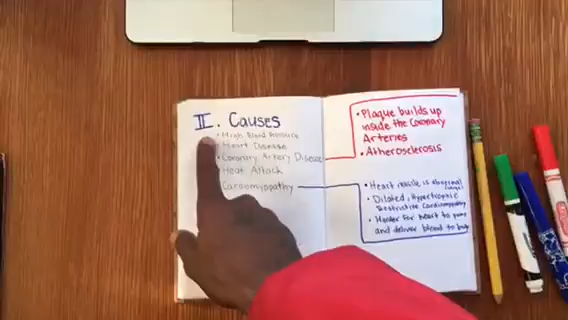 II. Causes
• High Blood Pressure
Heart Disease
Coronary Artery Disease
Heat Attack
Cardiomyopathy
• Plaque builds up
inside the Coronary
Arteries
• Atherosclerosis
• Heart muscle is abnormal
• Dilated, Hypertrophic
Restrictive Cardiomyopathy
• Harder for heart to pump
and deliver blood to body